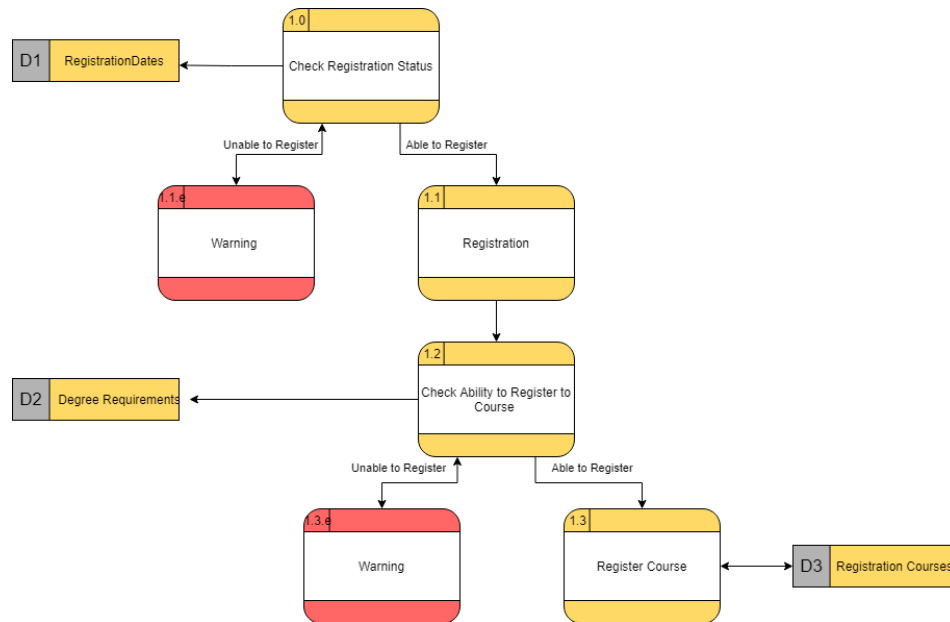 1.0
D1
RegistrationDates
Check Registration Status
Unable to Register
Able to Register
1.1.e
1.1
Warning
Registration
1.2
D2
Degree Requirements
Check Ability to Register to
Course
Unable to Register
Able to Register
1.3.e
1.3
Warning
Register Course
D3
Registration Courses